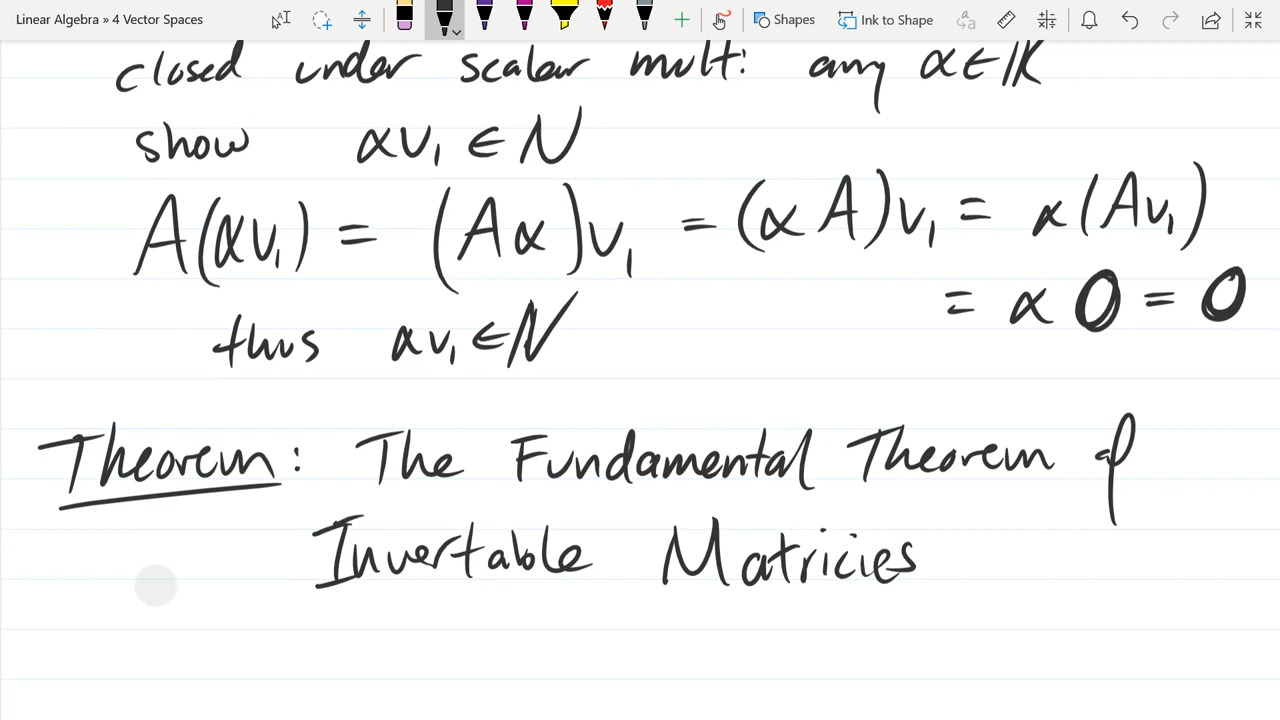 Linear Algebra » 4 Vector Spaces
Shapes
Ink to Shape
closed under scalar mult: any α∈K
show αv₁ ∈ N
A(αv₁) = (Aα)v₁ = (αA)v₁ = α(Av₁)
= α0 = 0
thus αv₁ ∈ N
Theorem: The Fundamental Theorem of
Invertable Matricies